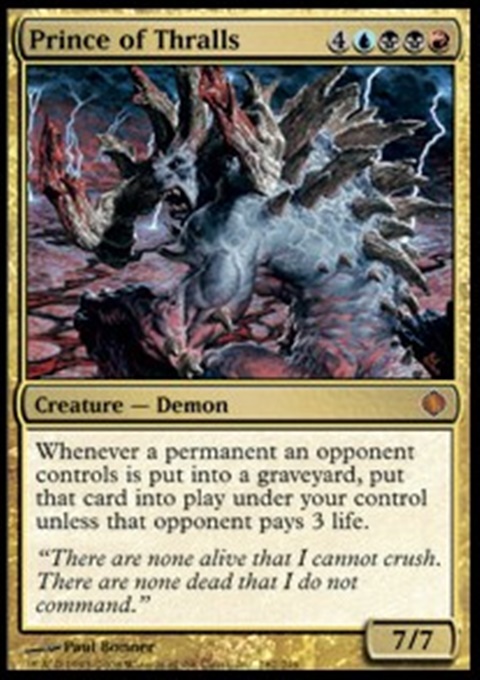 Prince of Thralls 4
Creature — Demon
Whenever a permanent an opponent
controls is put into a graveyard, put
that card into play under your control
unless that opponent pays 3 life.
“There are none alive that I cannot crush.
There are none dead that I do not
command.”
Paul Bonner
7/7